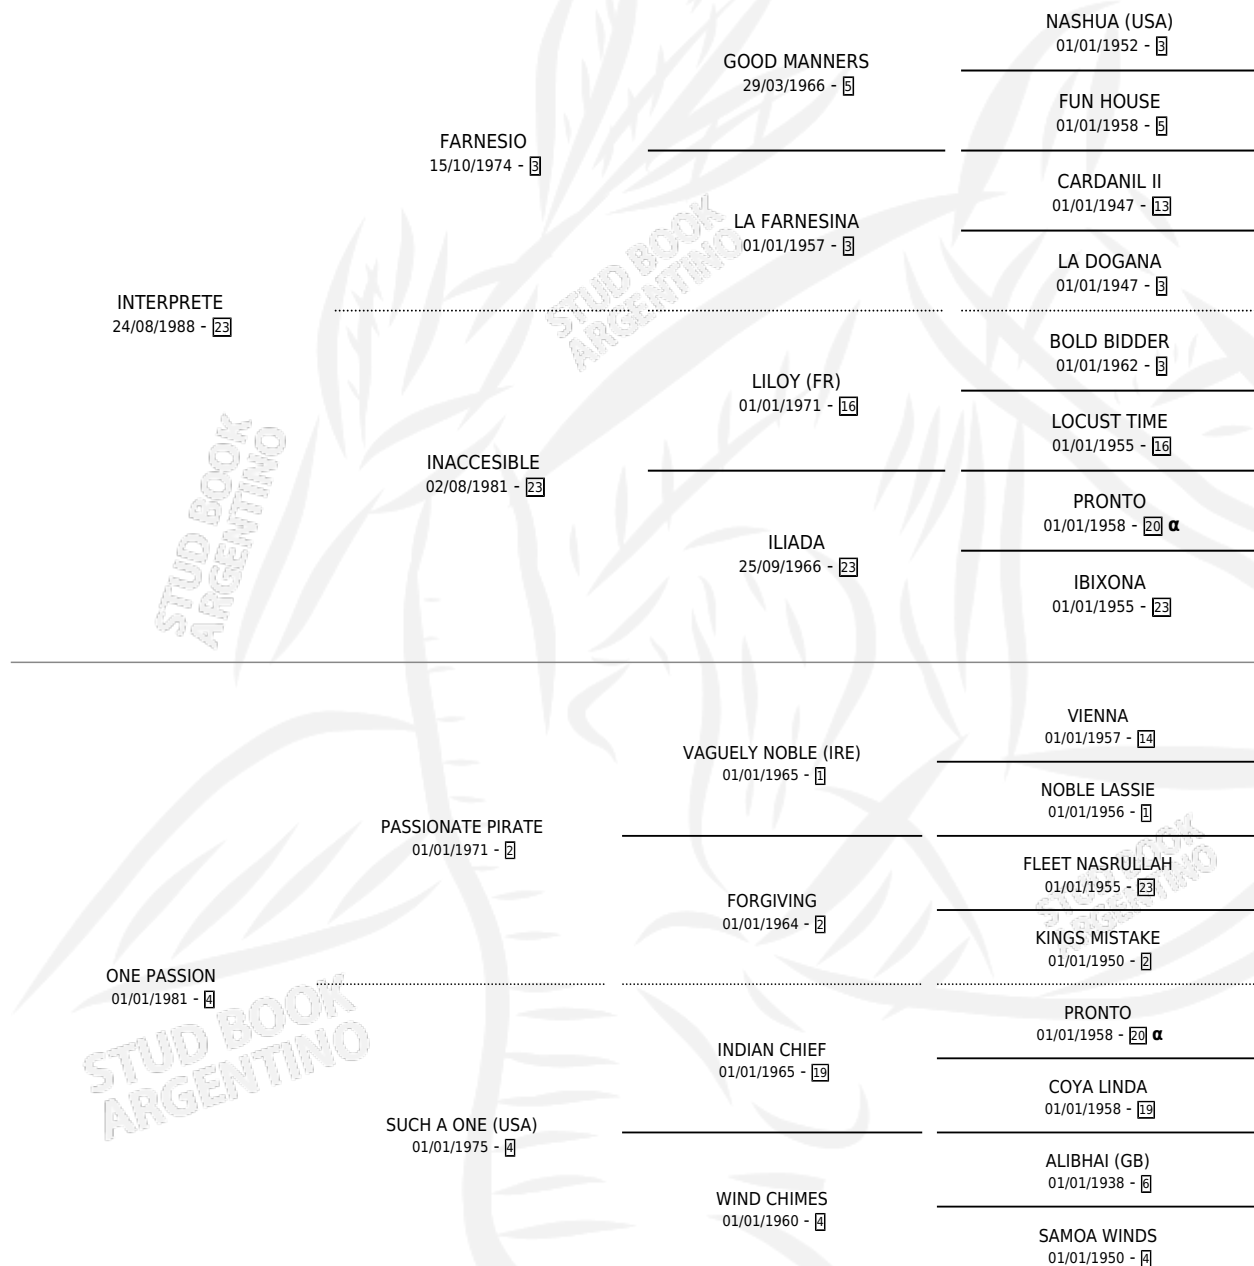 NASHUA (USA)
01/01/1952 - 3
GOOD MANNERS
29/03/1966 - 5
FUN HOUSE
01/01/1958 - 5
FARNESIO
15/10/1974 - 3
CARDANIL II
01/01/1947 - 13
LA FARNESINA
01/01/1957 - 3
LA DOGANA
01/01/1947 - 3
INTERPRETE
24/08/1988 - 23
BOLD BIDDER
01/01/1962 - 3
LILOY (FR)
01/01/1971 - 16
LOCUST TIME
01/01/1955 - 16
INACCESIBLE
02/08/1981 - 23
PRONTO
01/01/1958 - 20 α
ILIADA
25/09/1966 - 23
IBIXONA
01/01/1955 - 23
VIENNA
01/01/1957 - 14
VAGUELY NOBLE (IRE)
01/01/1965 - 1
NOBLE LASSIE
01/01/1956 - 1
PASSIONATE PIRATE
01/01/1971 - 2
FLEET NASRULLAH
01/01/1955 - 23
FORGIVING
01/01/1964 - 2
KINGS MISTAKE
01/01/1950 - 2
ONE PASSION
01/01/1981 - 4
PRONTO
01/01/1958 - 20 α
INDIAN CHIEF
01/01/1965 - 19
COYA LINDA
01/01/1958 - 19
SUCH A ONE (USA)
01/01/1975 - 4
ALIBHAI (GB)
01/01/1938 - 6
WIND CHIMES
01/01/1960 - 4
SAMOA WINDS
01/01/1950 - 4
STUD BOOK
ARGENTINO
STUD BOOK
ARGENTINO
STUD BOOK
ARGENTINO
STUD BOOK
ARGENTINO